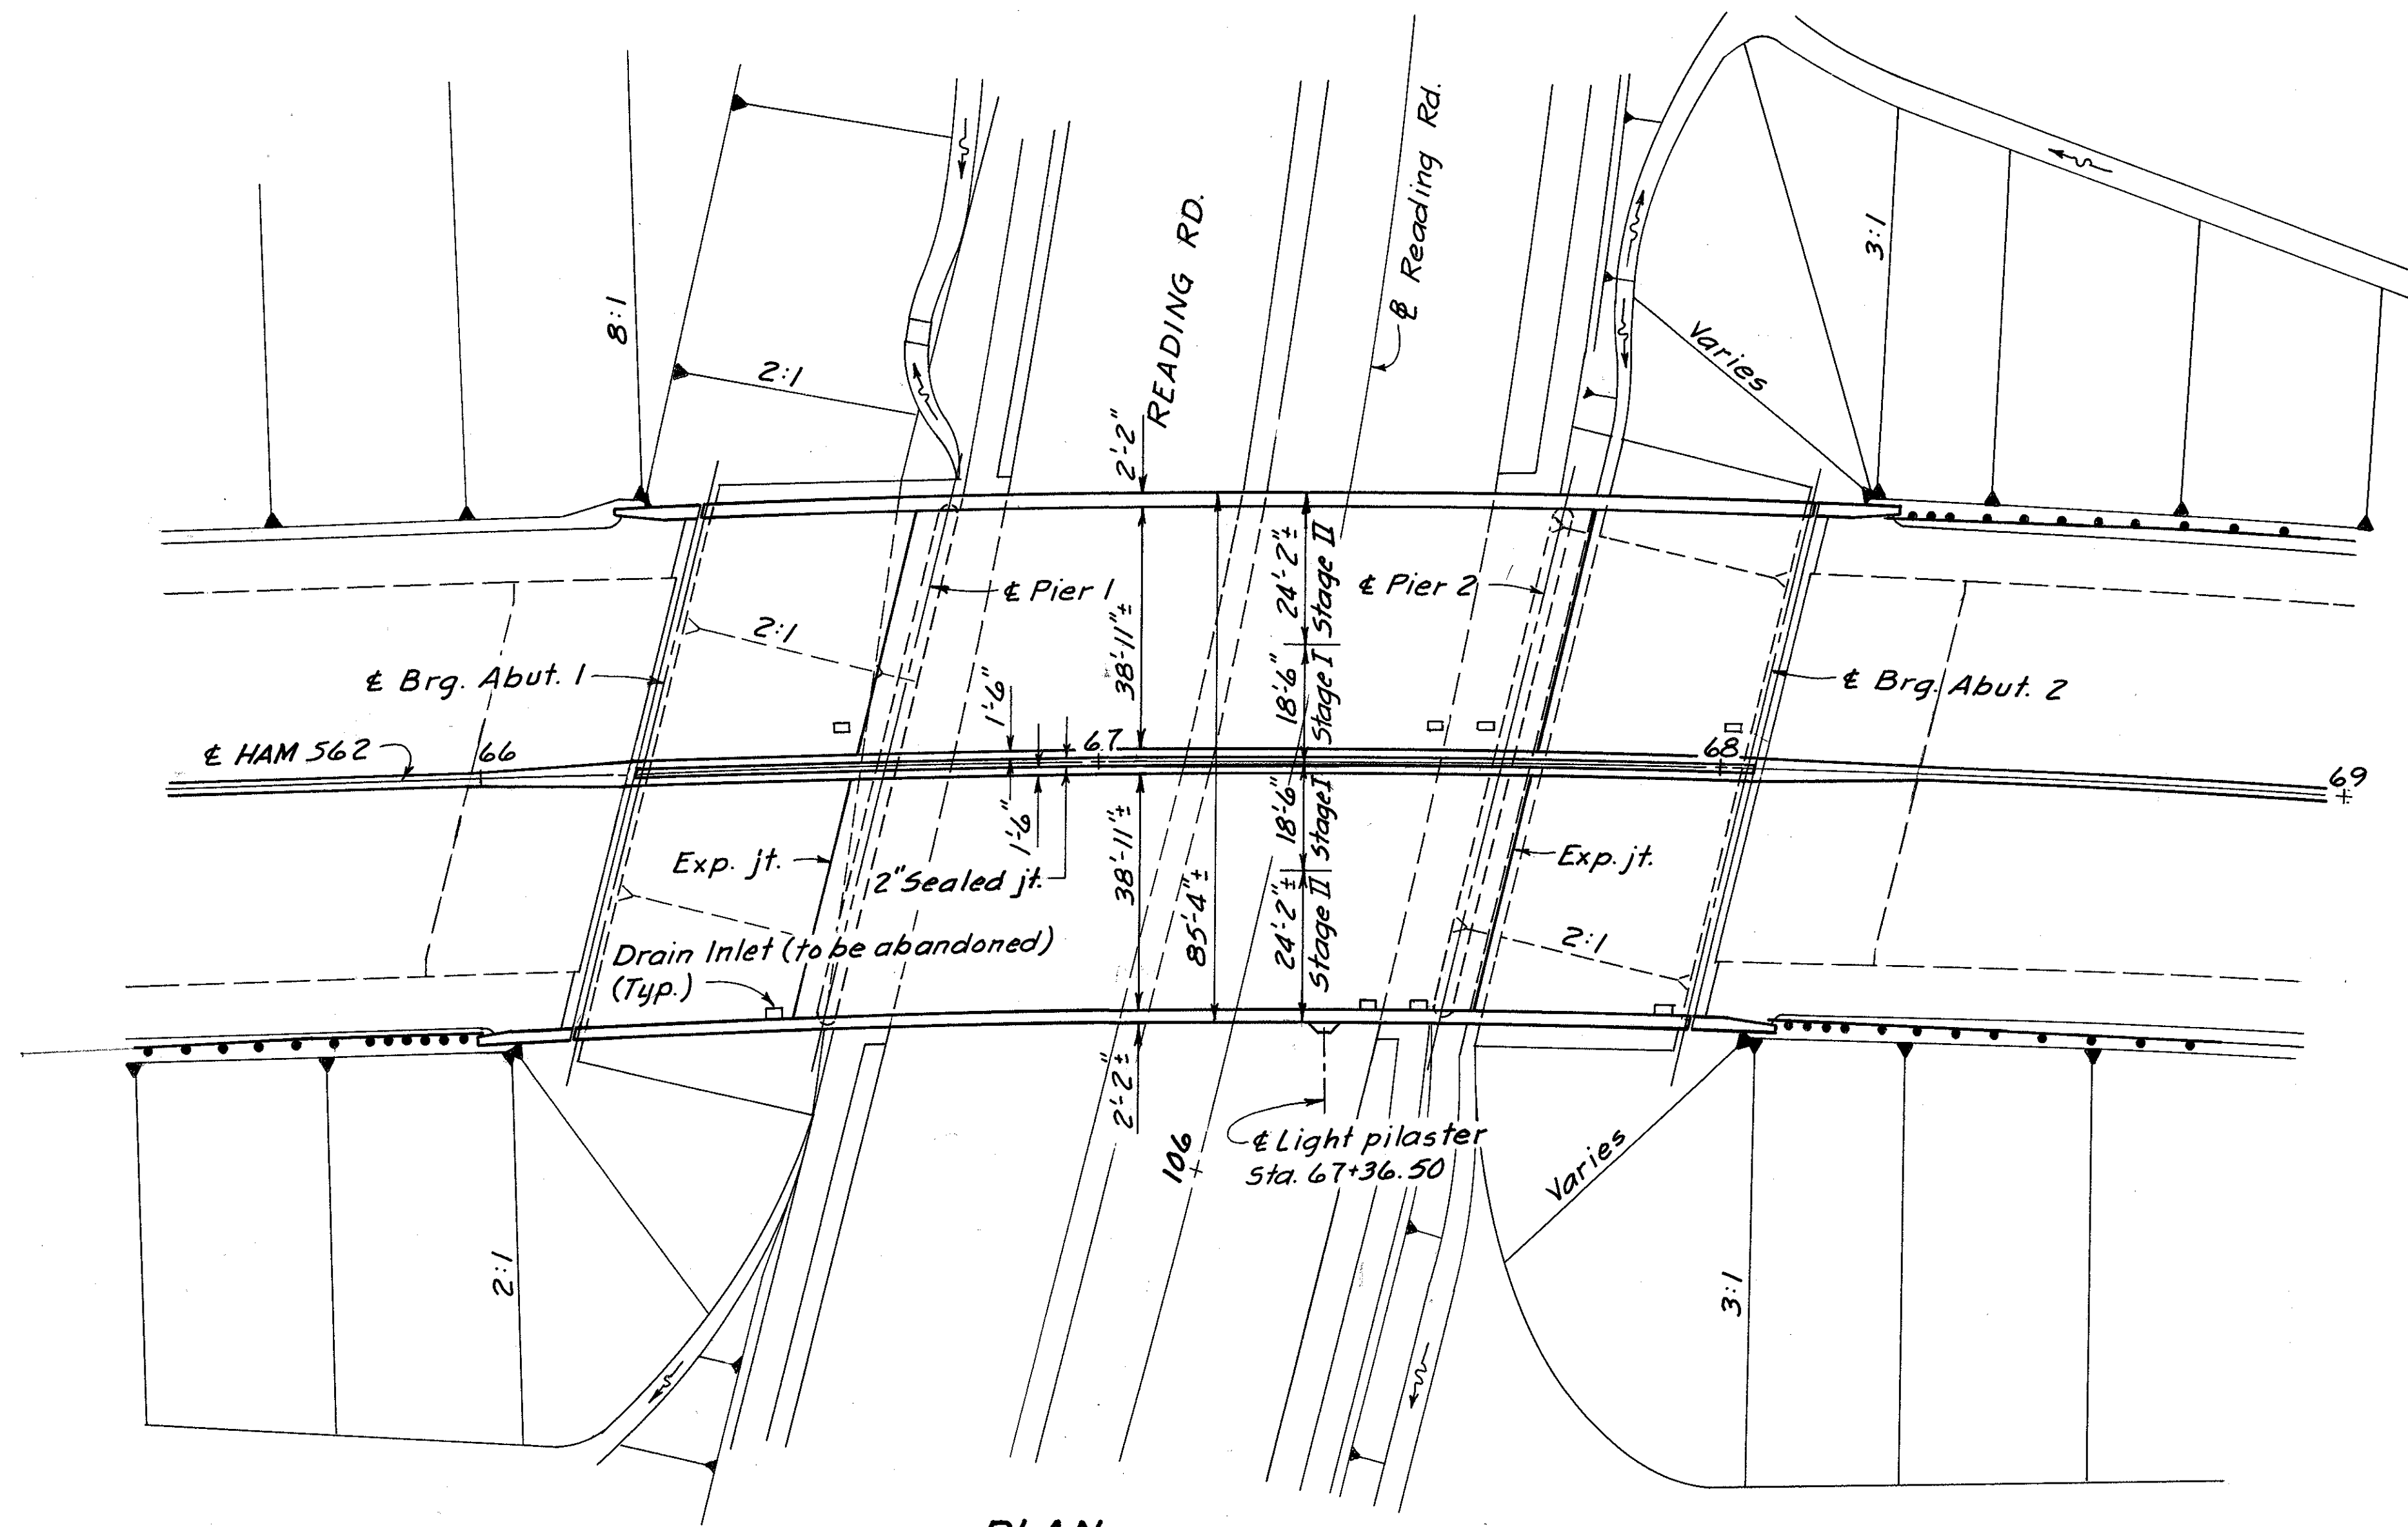 READING RD.
℄ Reading Rd.
8:1
2:1
3:1
Varies
2'-2"
38'-11"±
24'-2"±
Stage II
℄ Pier 1
℄ Pier 2
2:1
℄ Brg. Abut. 1
℄ Brg. Abut. 2
18'-6"
Stage I
1'-6"
℄ HAM 562
66
67
68
69
1'-6"
18'-6"
Stage I
Exp. jt.
2" Sealed jt.
38'-11"±
85'-4"±
24'-2"±
Stage II
Exp. jt.
2:1
Drain Inlet (to be abandoned)
(Typ.)
2'-2"±
106
℄ Light pilaster
Sta. 67+36.50
Varies
2:1
3:1
PLAN